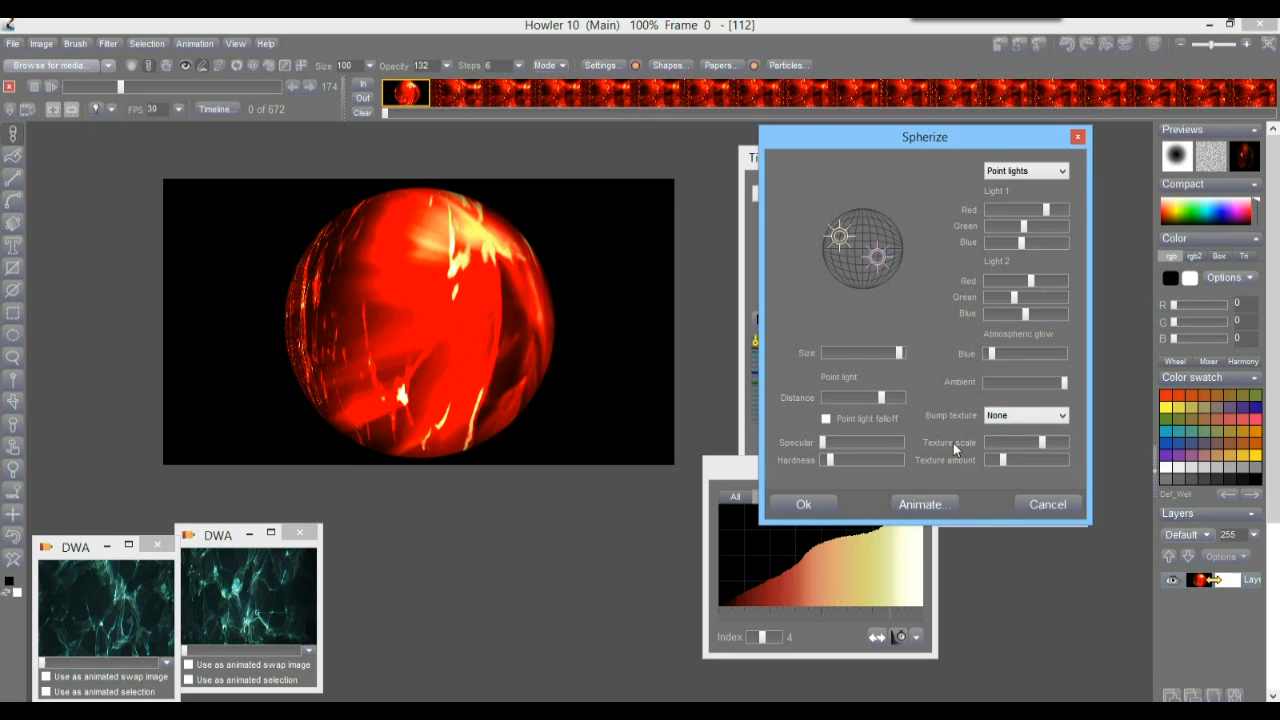 Howler 10 (Main) 100% Frame 0 - [112]
File Image Brush Filter Selection Animation View Help
Browse for media... Size 100 Opacity 132 Steps 6 Mode Settings... Shapes... Papers... Particles...
174 In
Out
FPS 30 Timeline... 0 of 672 Clear
Spherize
Point lights
Light 1
Red
Green
Blue
Light 2
Red
Green
Blue
Atmospheric glow
Size Blue
Point light
Ambient
Distance
Point light falloff Bump texture None
Specular Texture scale
Hardness Texture amount
Ok Animate... Cancel
Ti
All
Index 4
DWA
Use as animated swap image
Use as animated selection
DWA
Use as animated swap image
Use as animated selection
Previews
Compact
Color
rgb rgb2 Box Tri
Options
R 0
G 0
B 0
Wheel Mixer Harmony
Color swatch
Def_Well
Layers
Default 255
Options
Laye